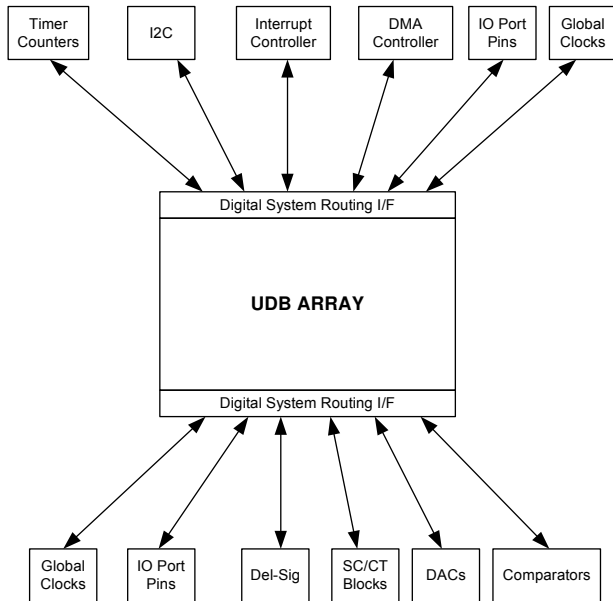 Timer
Counters
I2C
Interrupt
Controller
DMA
Controller
IO Port
Pins
Global
Clocks
Digital System Routing I/F
UDB ARRAY
Digital System Routing I/F
Global
Clocks
IO Port
Pins
Del-Sig
SC/CT
Blocks
DACs
Comparators